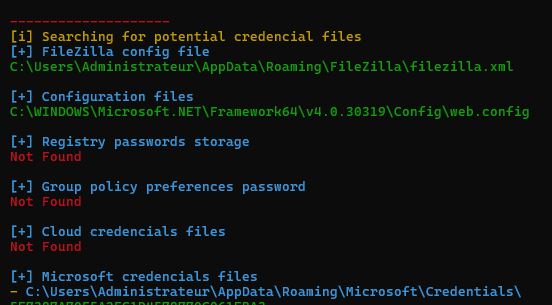 --------------------
[i] Searching for potential credencial files
[+] FileZilla config file
C:\Users\Administrateur\AppData\Roaming\FileZilla\filezilla.xml
[+] Configuration files
C:\WINDOWS\Microsoft.NET\Framework64\v4.0.30319\Config\web.config
[+] Registry passwords storage
Not Found
[+] Group policy preferences password
Not Found
[+] Cloud credencials files
Not Found
[+] Microsoft credencials files
- C:\Users\Administrateur\AppData\Roaming\Microsoft\Credentials\